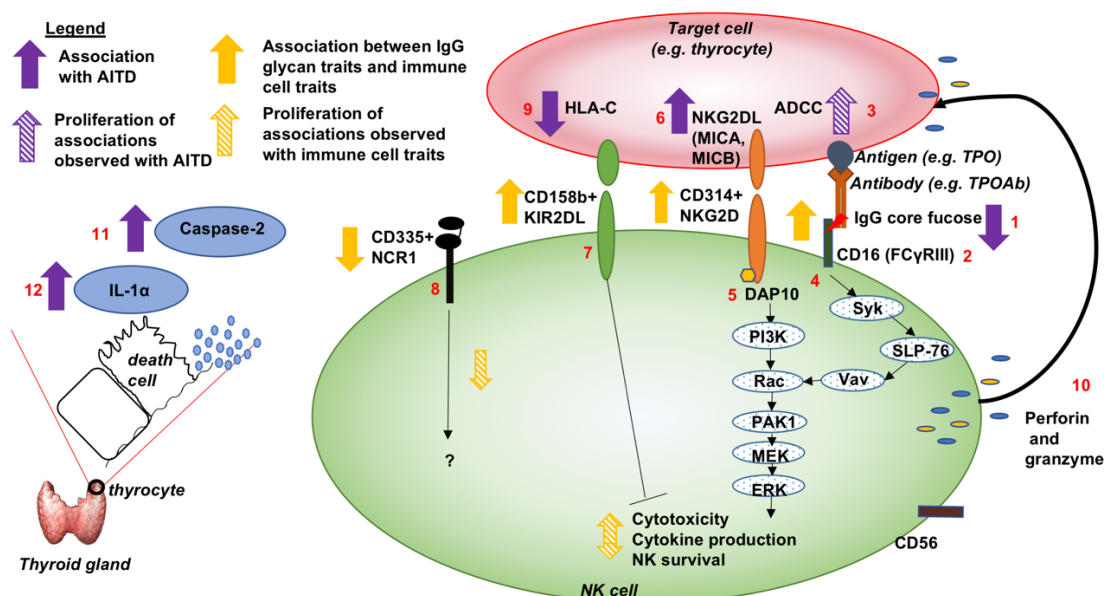 Legend
Association
with AITD
Association between IgG
glycan traits and immune
cell traits
Proliferation of
associations
observed with AITD
Proliferation of
associations observed
with immune cell traits
Target cell
(e.g. thyrocyte)
9
HLA-C
6
NKG2DL
(MICA,
MICB)
ADCC
3
Antigen (e.g. TPO)
Antibody (e.g. TPOAb)
IgG core fucose
1
CD16 (FCγRIII)
2
CD158b+
KIR2DL
CD314+
NKG2D
CD335+
NCR1
11
Caspase-2
12
IL-1α
8
7
5
DAP10
4
Syk
PI3K
SLP-76
Rac
Vav
PAK1
MEK
ERK
death
cell
10
Perforin
and
granzyme
?
thyrocyte
Thyroid gland
Cytotoxicity
Cytokine production
NK survival
CD56
NK cell